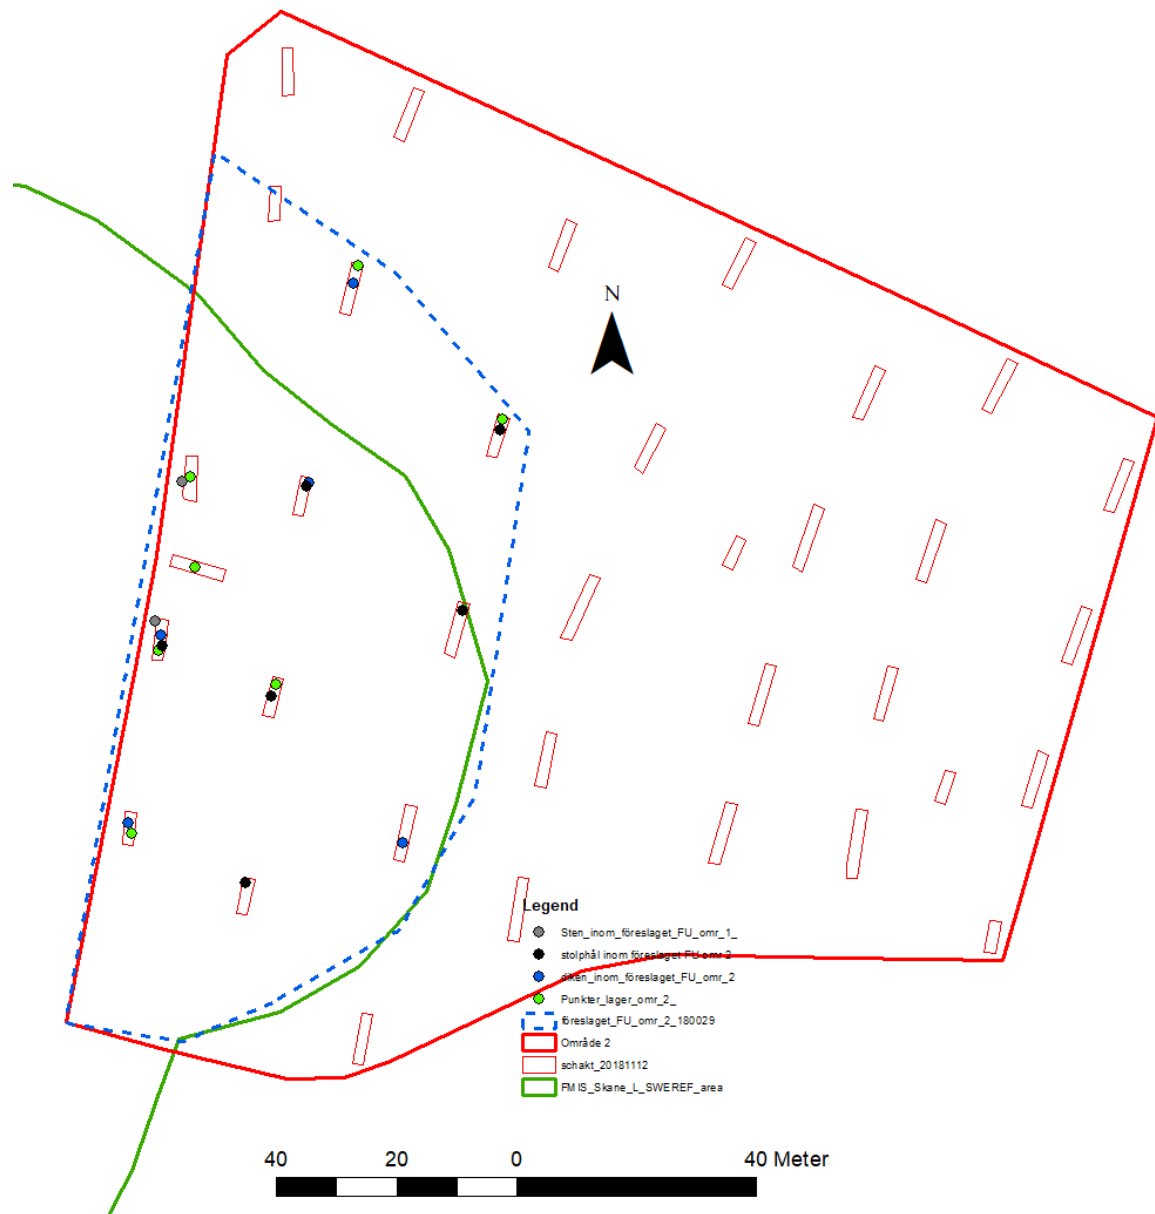 N
Legend
Sten_inom_föreslaget_FU_omr_1_
stolphål inom föreslaget FU omr 2
diken_inom_föreslaget_FU_omr_2
Punkter_lager_omr_2_
föreslaget_FU_omr_2_180029
Område 2
schakt_20181112
FMIS_Skane_L_SWEREF_area
40 20 0 40 Meter